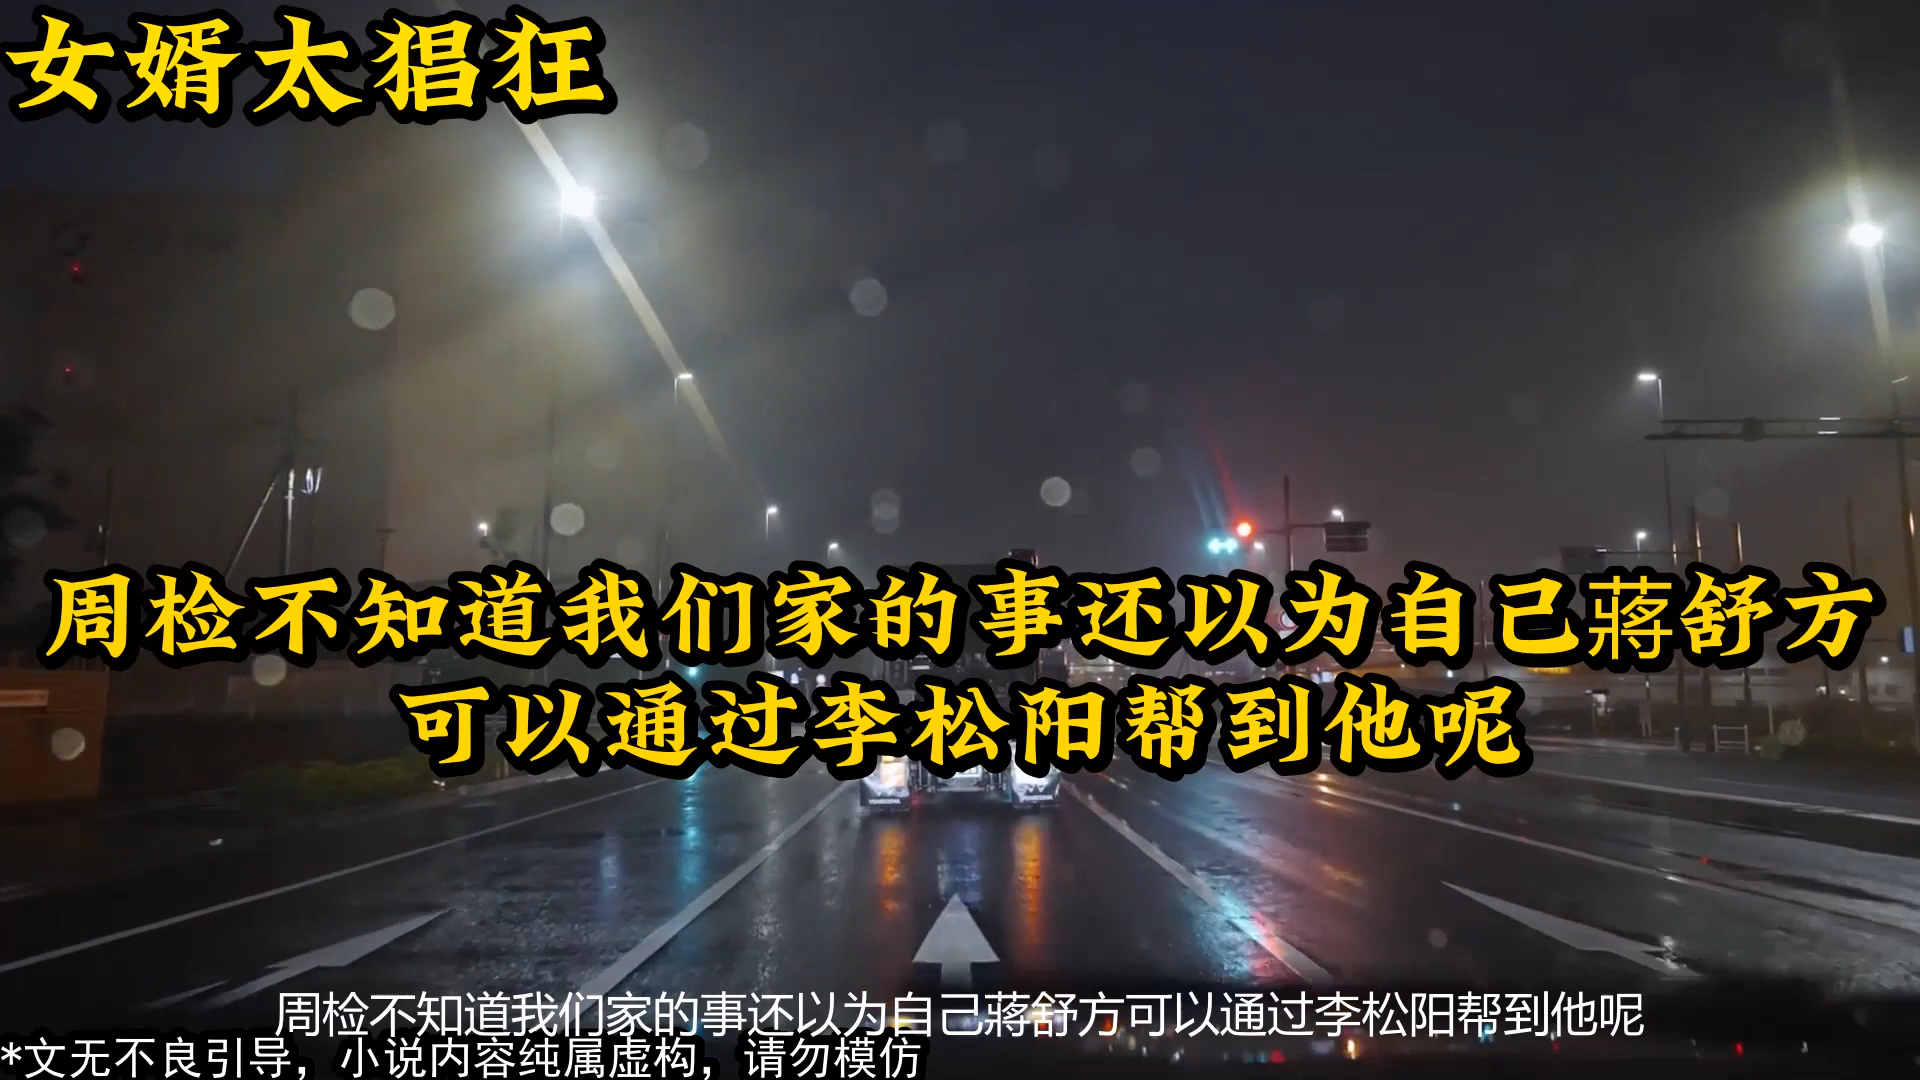 女婿太猖狂
周检不知道我们家的事还以为自己蔣舒方
可以通过李松阳帮到他呢
周检不知道我们家的事还以为自己蔣舒方可以通过李松阳帮到他呢
*文无不良引导，小说内容纯属虚构，请勿模仿